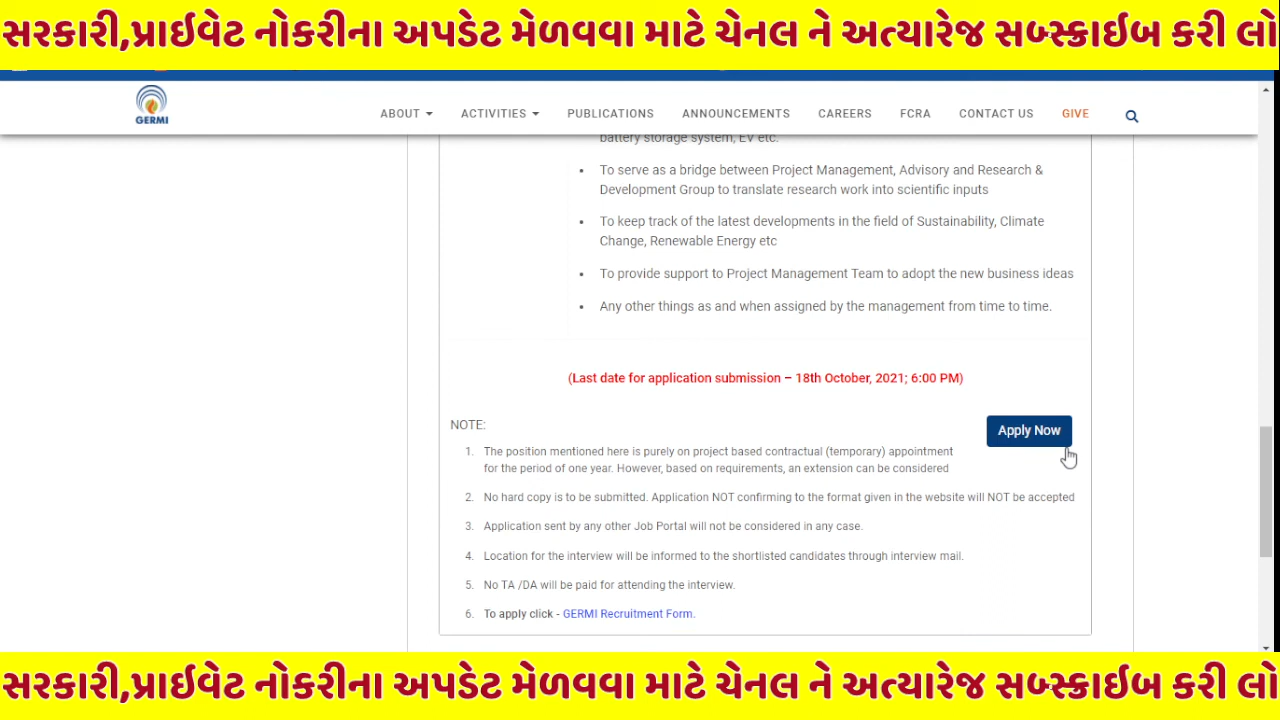 સરકારી,પ્રાઇવેટ નોકરીના અપડેટ મેળવવા માટે ચેનલ ને અત્યારેજ સબ્સ્ક્રાઇબ કરી લો
GERMI
ABOUT ACTIVITIES PUBLICATIONS ANNOUNCEMENTS CAREERS FCRA CONTACT US GIVE
battery storage system, EV etc.
• To serve as a bridge between Project Management, Advisory and Research &
Development Group to translate research work into scientific inputs
• To keep track of the latest developments in the field of Sustainability, Climate
Change, Renewable Energy etc
• To provide support to Project Management Team to adopt the new business ideas
• Any other things as and when assigned by the management from time to time.
(Last date for application submission – 18th October, 2021; 6:00 PM)
NOTE:
Apply Now
1. The position mentioned here is purely on project based contractual (temporary) appointment
for the period of one year. However, based on requirements, an extension can be considered
2. No hard copy is to be submitted. Application NOT confirming to the format given in the website will NOT be accepted
3. Application sent by any other Job Portal will not be considered in any case.
4. Location for the interview will be informed to the shortlisted candidates through interview mail.
5. No TA /DA will be paid for attending the interview.
6. To apply click - GERMI Recruitment Form.
સરકારી,પ્રાઇવેટ નોકરીના અપડેટ મેળવવા માટે ચેનલ ને અત્યારેજ સબ્સ્ક્રાઇબ કરી લો